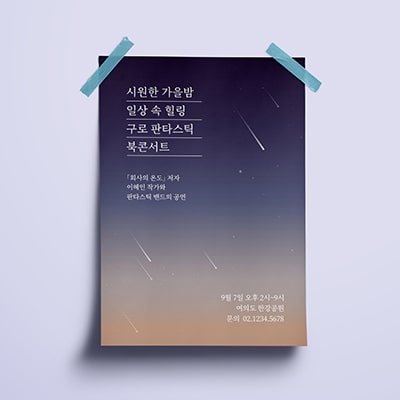 시원한 가을밤
일상 속 힐링
구로 판타스틱
북콘서트
「회사의 온도」 저자
이혜인 작가와
판타스틱 밴드의 공연
9월 7일 오후 2시-9시
여의도 한강공원
문의 02.1234.5678